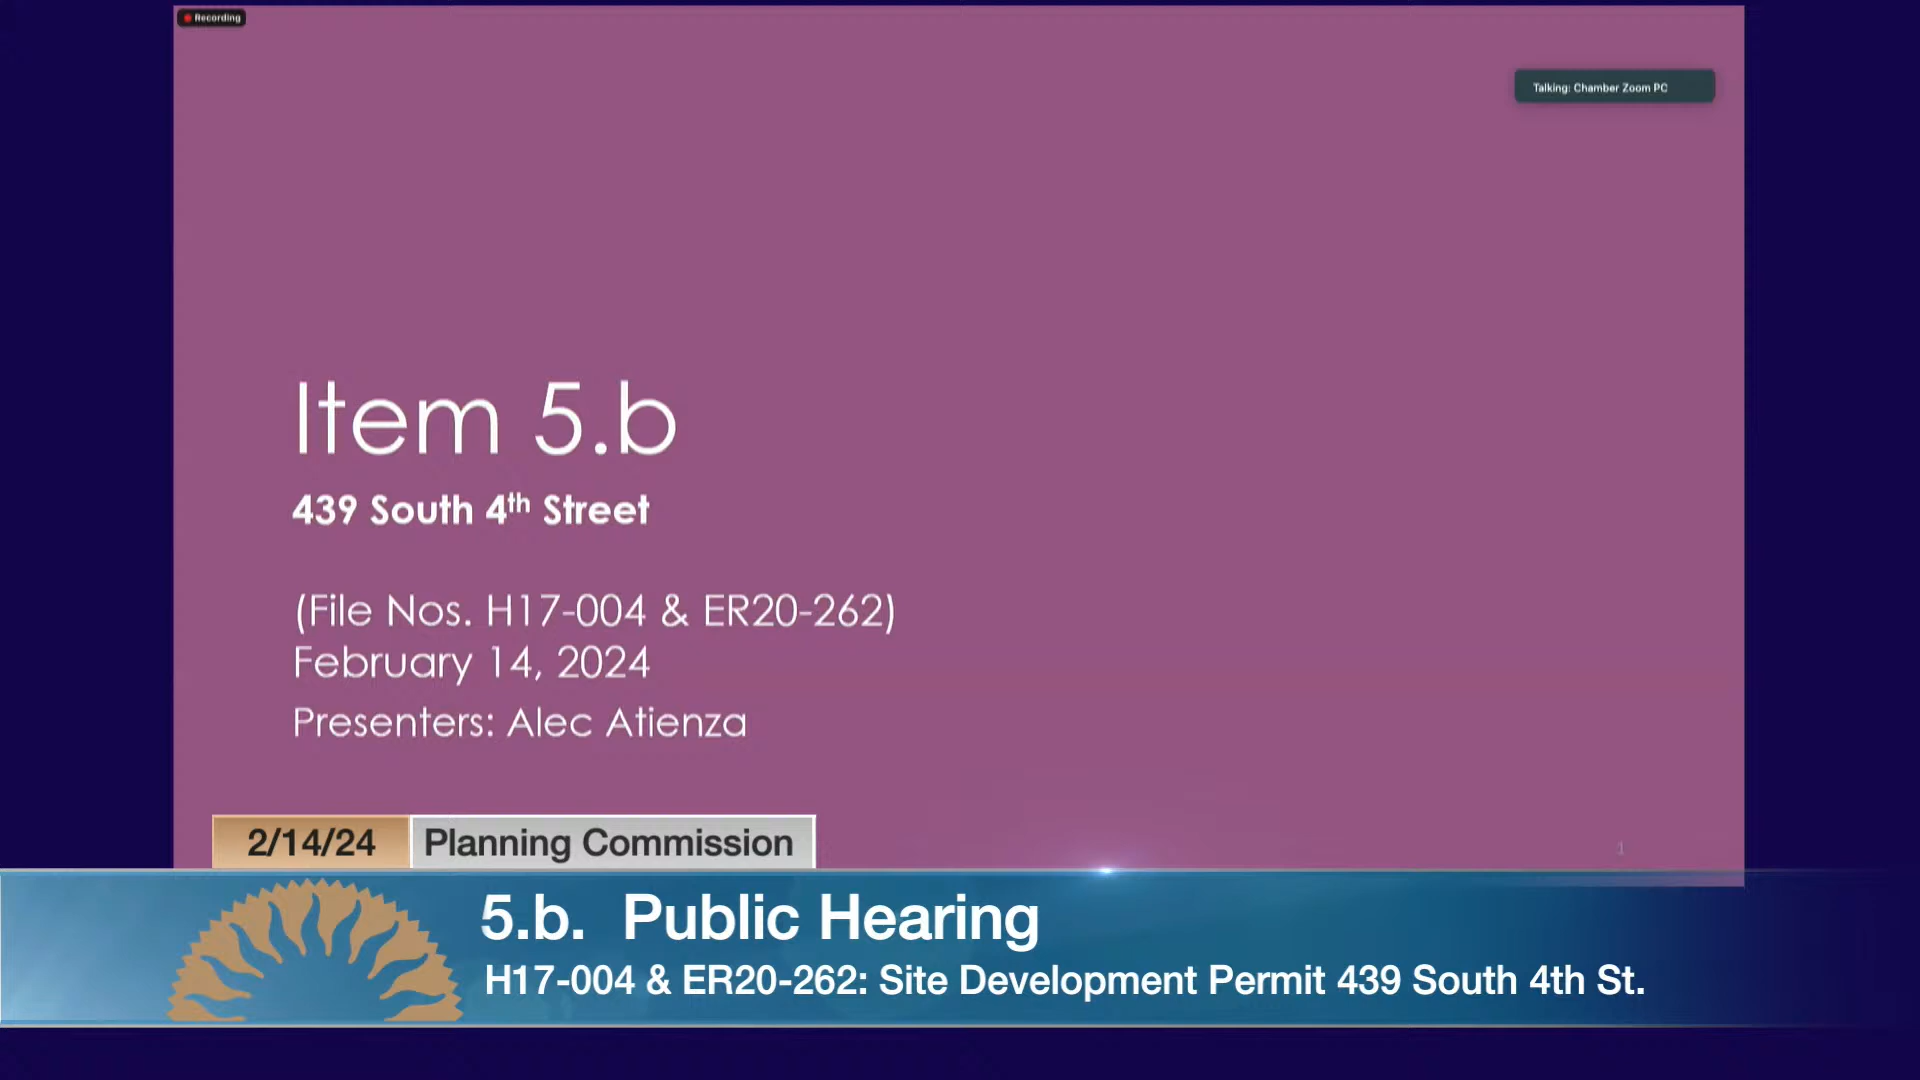 Recording
Talking: Chamber Zoom PC
Item 5.b
439 South 4th Street
(File Nos. H17-004 & ER20-262)
February 14, 2024
Presenters: Alec Atienza
1
2/14/24 Planning Commission
5.b. Public Hearing
H17-004 & ER20-262: Site Development Permit 439 South 4th St.